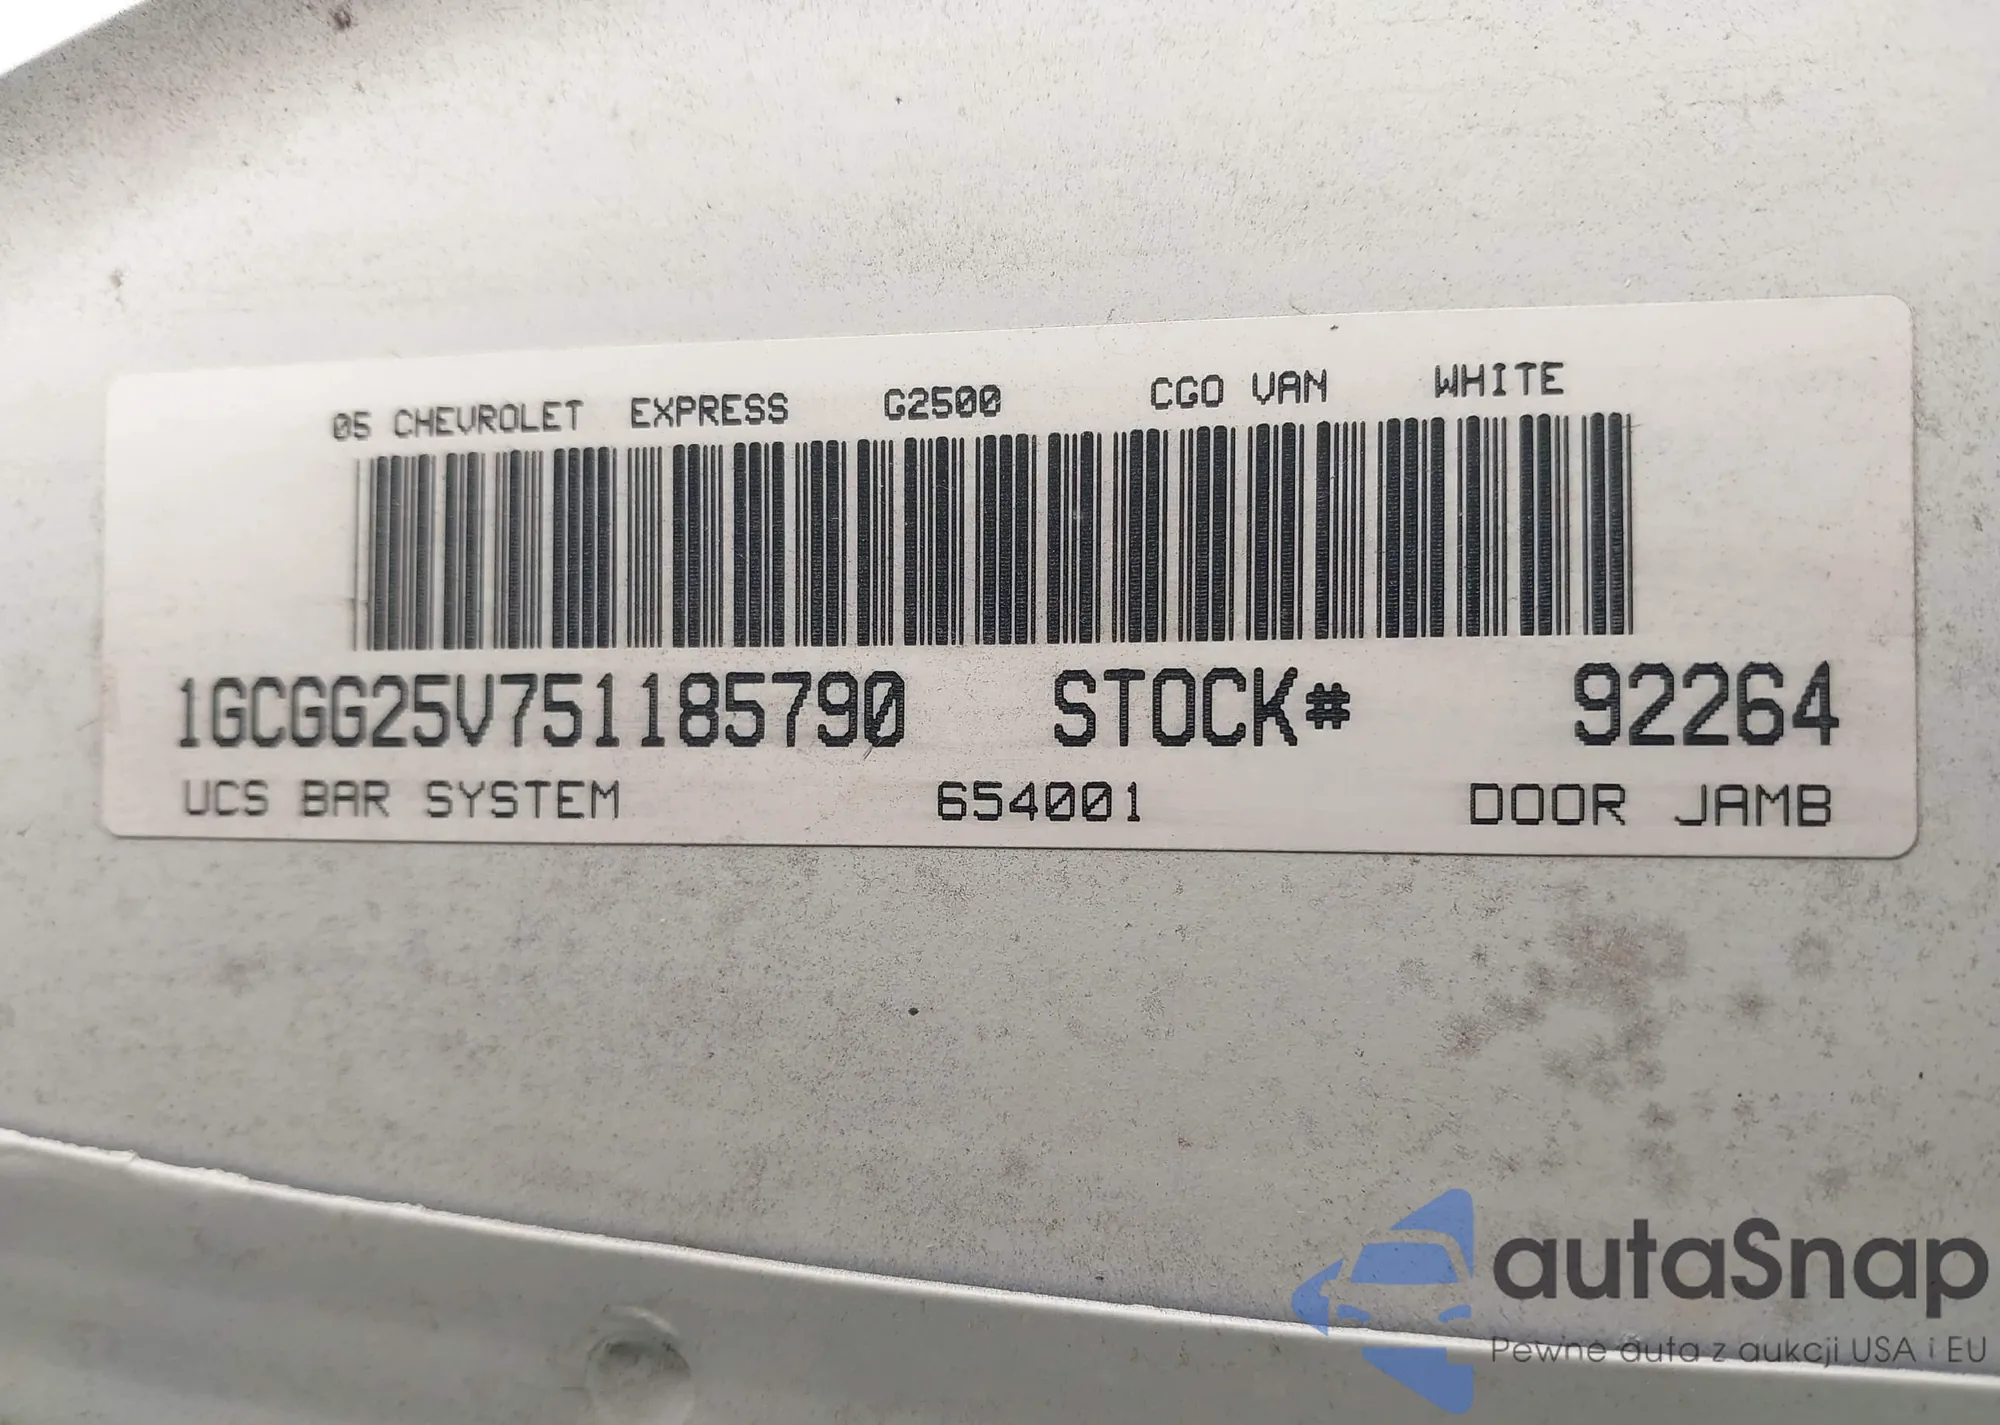 05 CHEVROLET EXPRESS G2500 CGO VAN WHITE
1GCGG25V751185790 STOCK# 92264
UCS BAR SYSTEM 654001 DOOR JAMB
autaSnap
Pewne auta z aukcji USA i EU